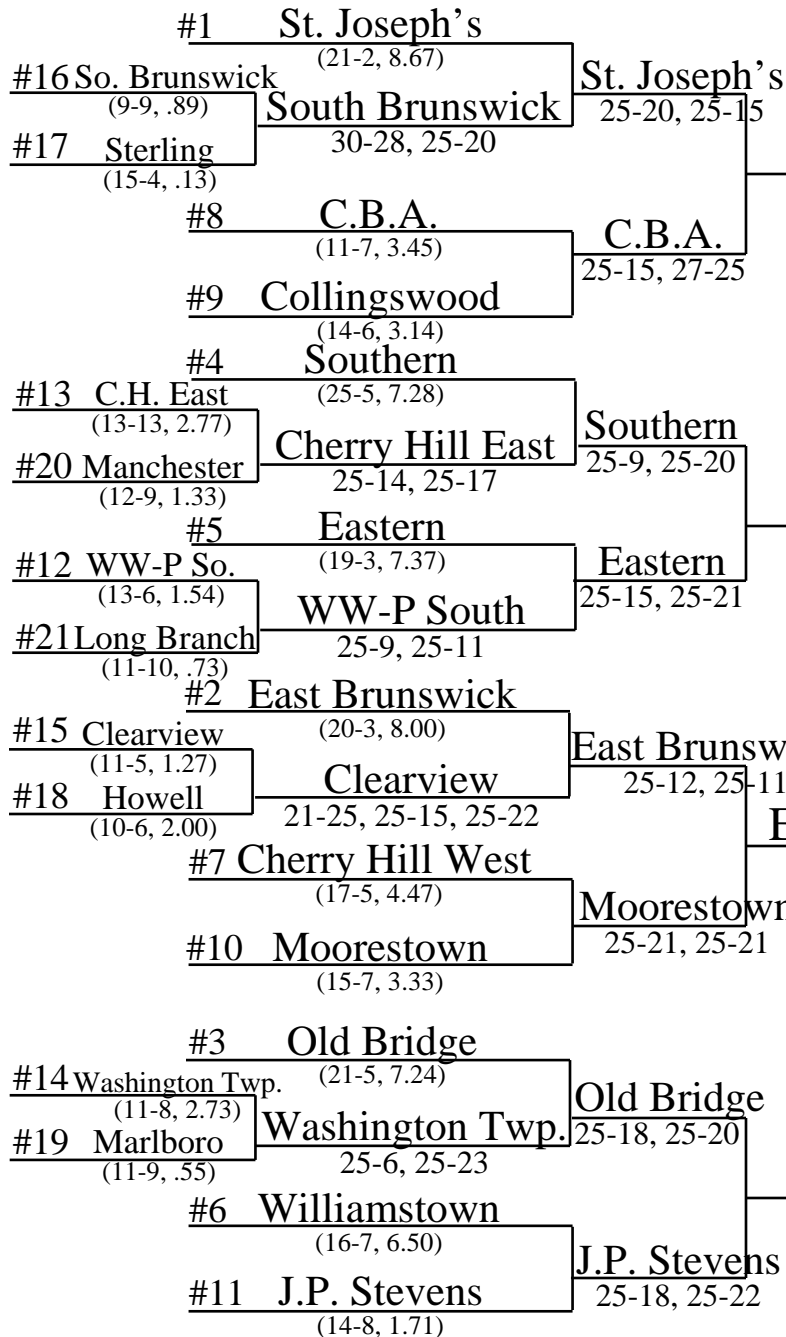 #1 St. Joseph's
(21-2, 8.67)
#16 So. Brunswick
(9-9, .89)
St. Joseph's
25-20, 25-15
South Brunswick
30-28, 25-20
#17 Sterling
(15-4, .13)
#8 C.B.A.
(11-7, 3.45)
C.B.A.
25-15, 27-25
#9 Collingswood
(14-6, 3.14)
#4 Southern
(25-5, 7.28)
#13 C.H. East
(13-13, 2.77)
Southern
25-9, 25-20
Cherry Hill East
25-14, 25-17
#20 Manchester
(12-9, 1.33)
#5 Eastern
(19-3, 7.37)
#12 WW-P So.
(13-6, 1.54)
Eastern
25-15, 25-21
WW-P South
25-9, 25-11
#21 Long Branch
(11-10, .73)
#2 East Brunswick
(20-3, 8.00)
#15 Clearview
(11-5, 1.27)
East Brunsw
25-12, 25-11
Clearview
21-25, 25-15, 25-22
#18 Howell
(10-6, 2.00)
E
#7 Cherry Hill West
(17-5, 4.47)
Moorestown
25-21, 25-21
#10 Moorestown
(15-7, 3.33)
#3 Old Bridge
(21-5, 7.24)
#14 Washington Twp.
(11-8, 2.73)
Old Bridge
25-18, 25-20
Washington Twp.
25-6, 25-23
#19 Marlboro
(11-9, .55)
#6 Williamstown
(16-7, 6.50)
J.P. Stevens
25-18, 25-22
#11 J.P. Stevens
(14-8, 1.71)